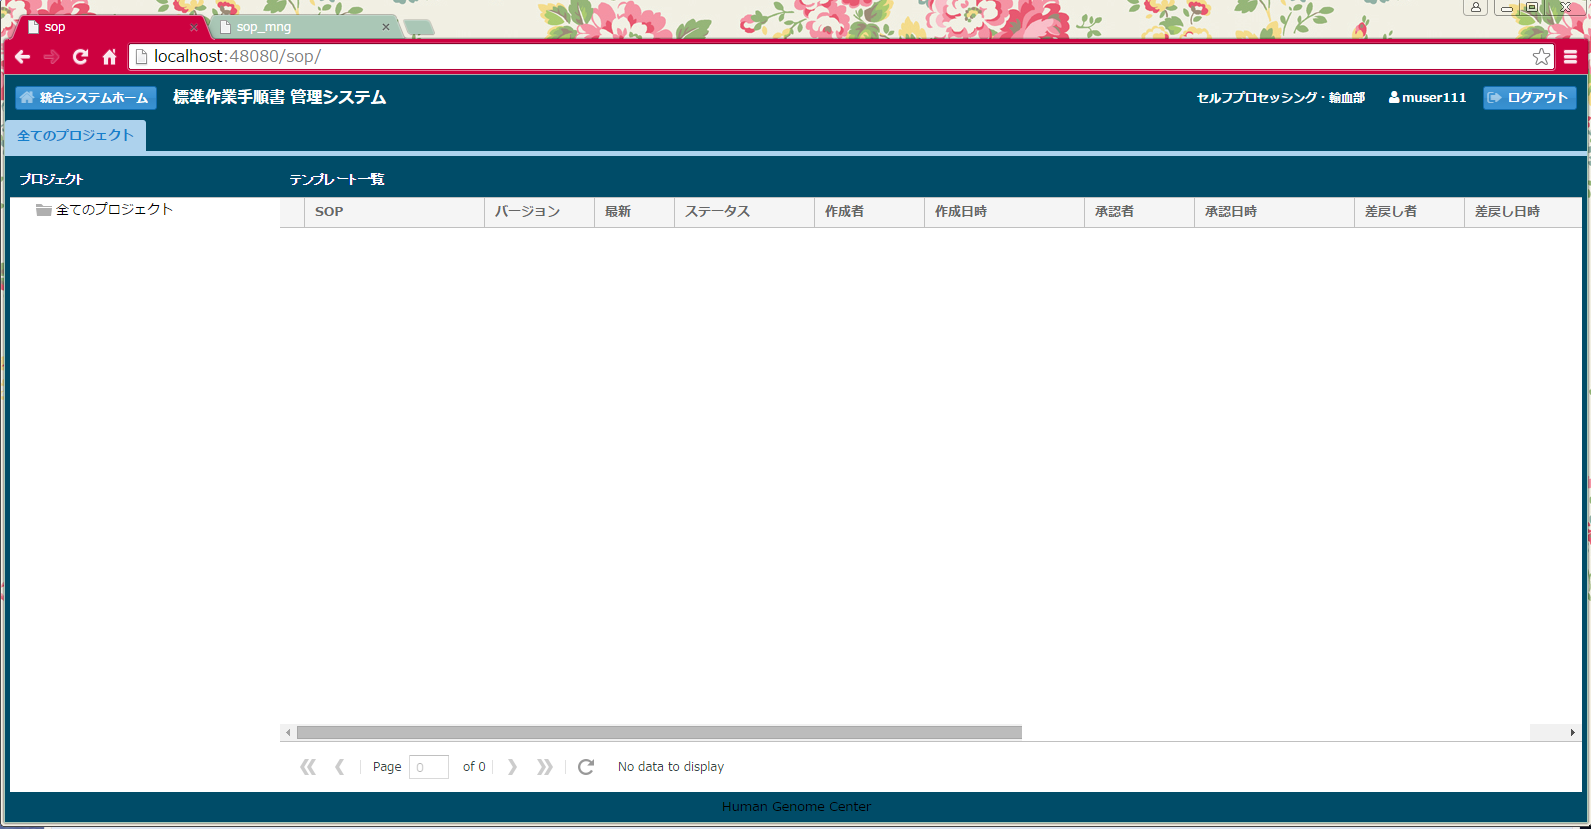 sop
sop_mng
localhost:48080/sop/
統合システムホーム
標準作業手順書 管理システム
セルフプロセッシング・輸血部
muser111
ログアウト
全てのプロジェクト
プロジェクト
テンプレート一覧
全てのプロジェクト
SOP バージョン 最新 ステータス 作成者 作成日時 承認者 承認日時 差戻し者 差戻し日時
Page 0 of 0 No data to display
Human Genome Center